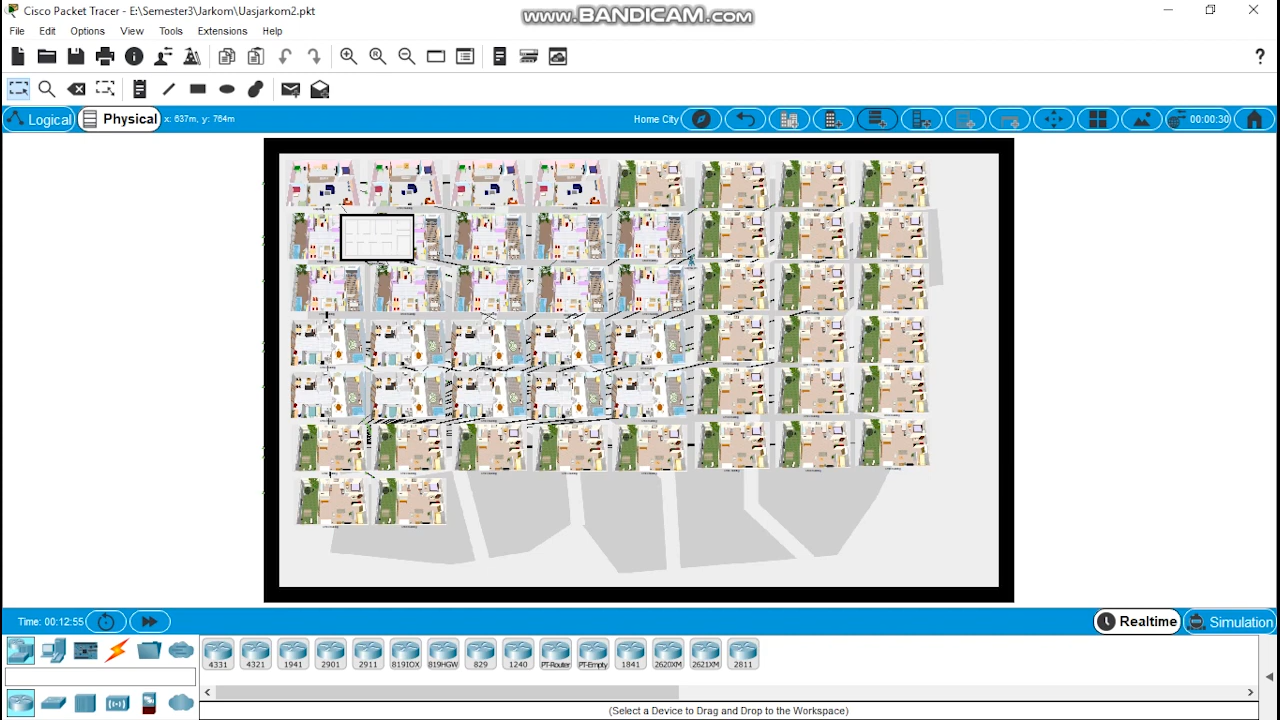 Cisco Packet Tracer - E:\Semester3\Jarkom\Uasjarkom2.pkt
www.BANDICAM.com
File Edit Options View Tools Extensions Help
?
Logical Physical x: 637m, y: 764m Home City 00:00:30
Time: 00:12:55 Realtime Simulation
4331 4321 1941 2901 2911 819IOX 819HGW 829 1240 PT-Router PT-Empty 1841 2620XM 2621XM 2811
(Select a Device to Drag and Drop to the Workspace)